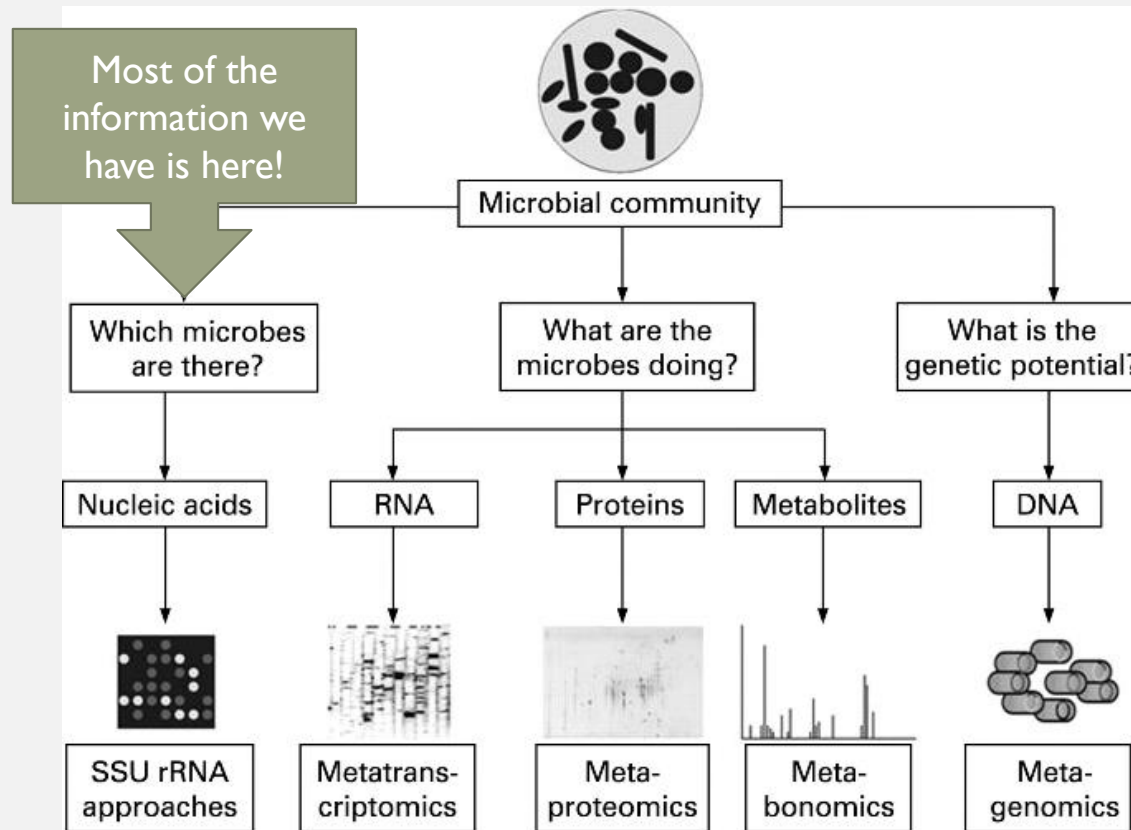 Most of the
information we
have is here!
Microbial community
Which microbes
are there?
What are the
microbes doing?
What is the
genetic potential?
Nucleic acids
RNA
Proteins
Metabolites
DNA
SSU rRNA
approaches
Metatrans-
criptomics
Meta-
proteomics
Meta-
bonomics
Meta-
genomics